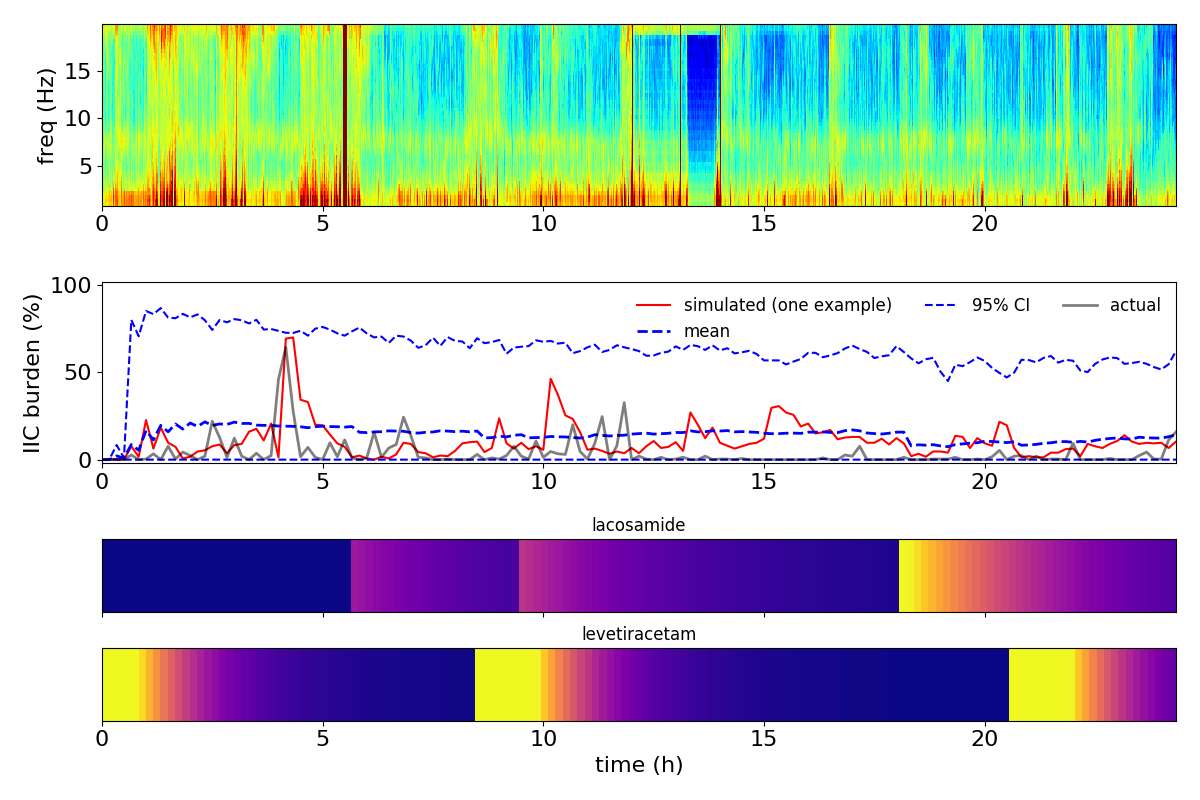 freq (Hz)
15
10
5
0 5 10 15 20
IIC burden (%)
100
50
0
simulated (one example)
mean
95% CI
actual
0 5 10 15 20
lacosamide
levetiracetam
0 5 10 15 20
time (h)